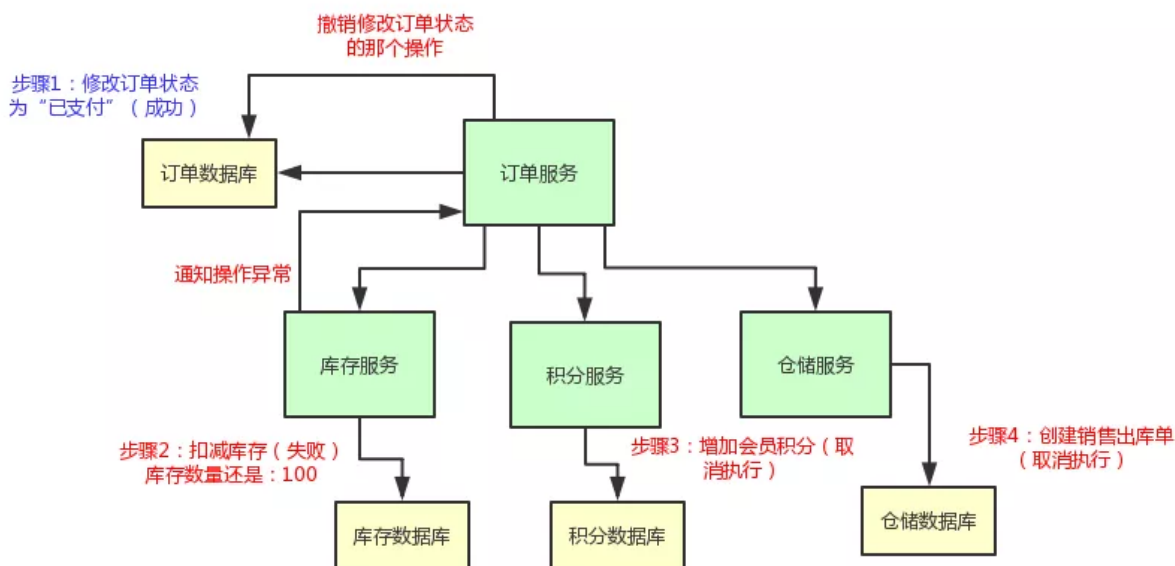 撤销修改订单状态
的那个操作
步骤1：修改订单状态
为“已支付”（成功）
订单数据库
订单服务
通知操作异常
库存服务
积分服务
仓储服务
步骤2：扣减库存（失败）
库存数量还是：100
步骤3：增加会员积分（取
消执行）
步骤4：创建销售出库单
（取消执行）
库存数据库
积分数据库
仓储数据库